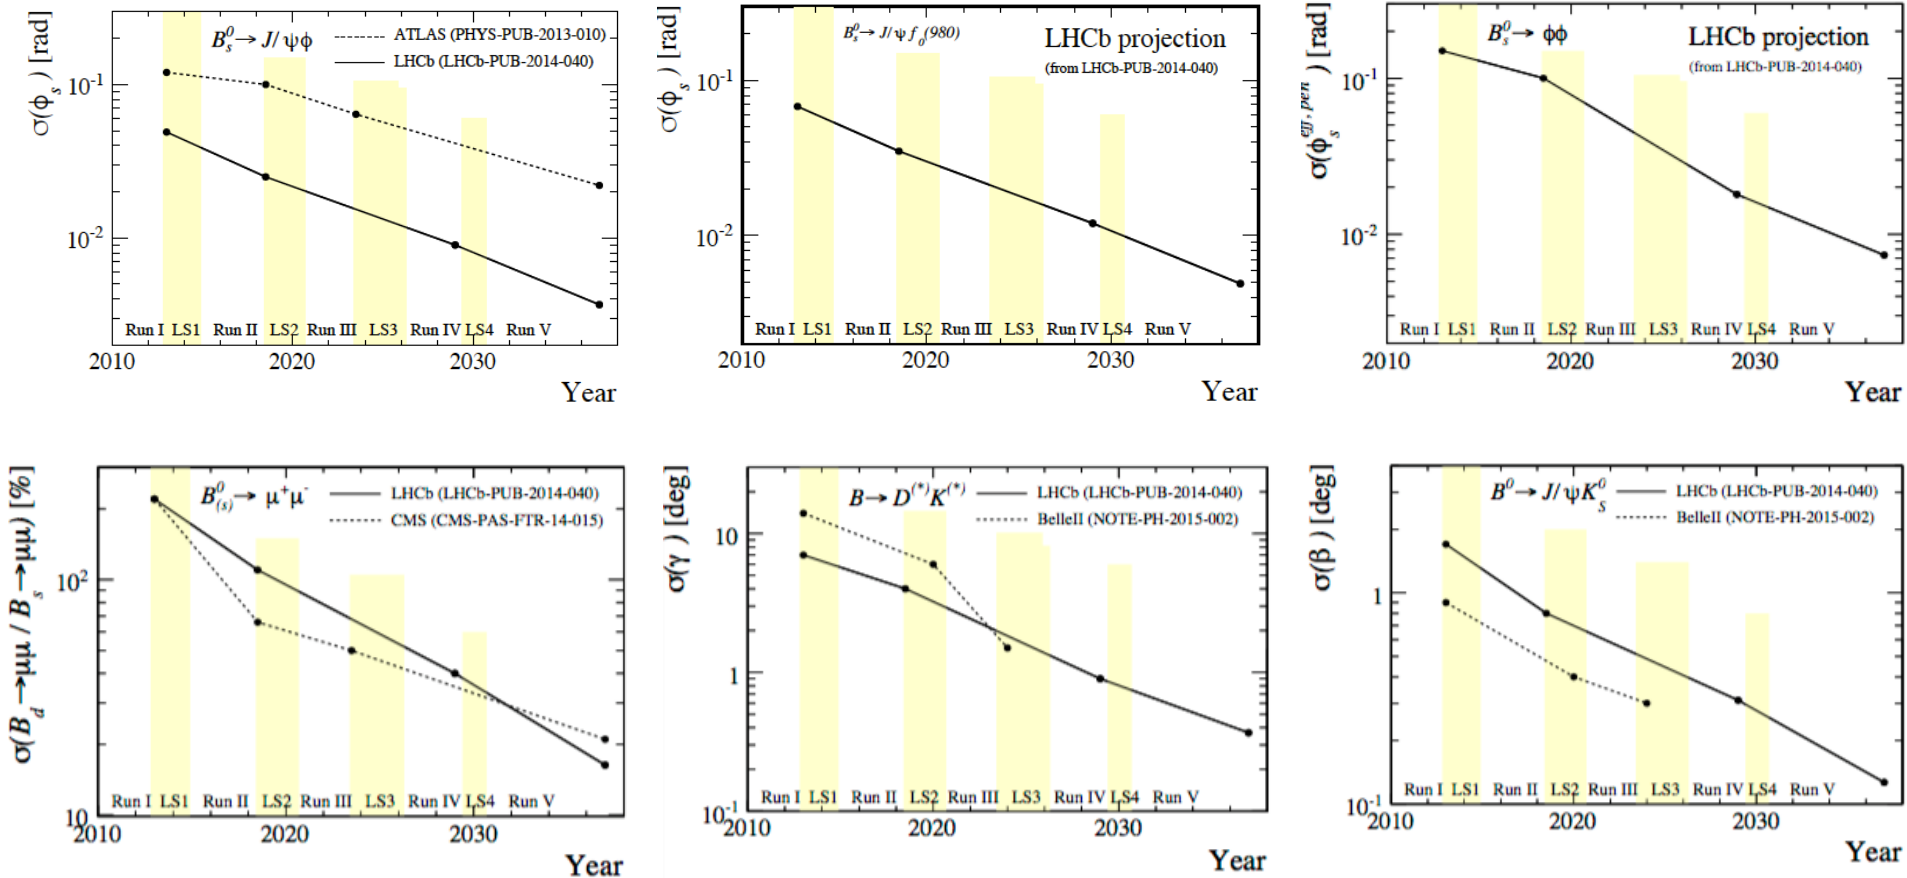 σ(ϕs) [rad]
B⁰s → J/ψϕ
ATLAS (PHYS-PUB-2013-010)
LHCb (LHCb-PUB-2014-040)
10⁻¹
10⁻²
Run I LS1 Run II LS2 Run III LS3 Run IV LS4 Run V
2010 2020 2030
Year
σ(ϕs) [rad]
B⁰s → J/ψ f₀(980)
LHCb projection
(from LHCb-PUB-2014-040)
10⁻¹
10⁻²
Run I LS1 Run II LS2 Run III LS3 Run IV LS4 Run V
2010 2020 2030
Year
σ(ϕs^eff, pen) [rad]
B⁰s → ϕϕ
LHCb projection
(from LHCb-PUB-2014-040)
10⁻¹
10⁻²
Run I LS1 Run II LS2 Run III LS3 Run IV LS4 Run V
2010 2020 2030
Year
σ(Bd→μμ / Bs→μμ) [%]
B⁰(s) → μ⁺μ⁻
LHCb (LHCb-PUB-2014-040)
CMS (CMS-PAS-FTR-14-015)
10²
10
Run I LS1 Run II LS2 Run III LS3 Run IV LS4 Run V
2010 2020 2030
Year
σ(γ) [deg]
B → D⁽*⁾K⁽*⁾
LHCb (LHCb-PUB-2014-040)
BelleII (NOTE-PH-2015-002)
10
1
10⁻¹
Run I LS1 Run II LS2 Run III LS3 Run IV LS4 Run V
2010 2020 2030
Year
σ(β) [deg]
B⁰ → J/ψK⁰s
LHCb (LHCb-PUB-2014-040)
BelleII (NOTE-PH-2015-002)
1
10⁻¹
Run I LS1 Run II LS2 Run III LS3 Run IV LS4 Run V
2010 2020 2030
Year